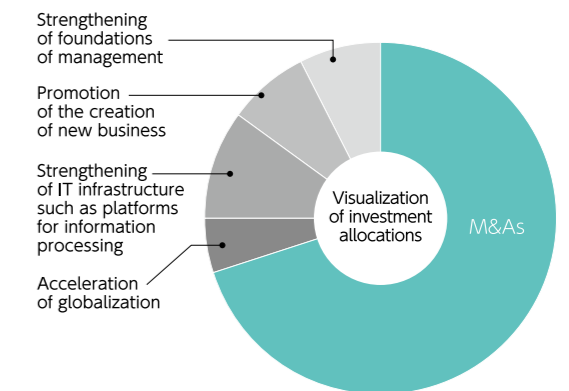 Strengthening
of foundations
of management
Promotion
of the creation
of new business
Strengthening
of IT infrastructure
such as platforms
for information
processing
Acceleration
of globalization
Visualization
of investment
allocations
M&As